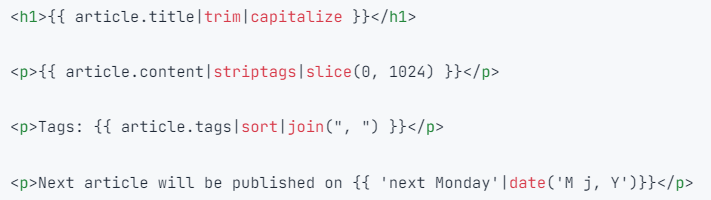 <h1>{{ article.title|trim|capitalize }}</h1>
<p>{{ article.content|striptags|slice(0, 1024) }}</p>
<p>Tags: {{ article.tags|sort|join(", ") }}</p>
<p>Next article will be published on {{ 'next Monday'|date('M j, Y')}}</p>